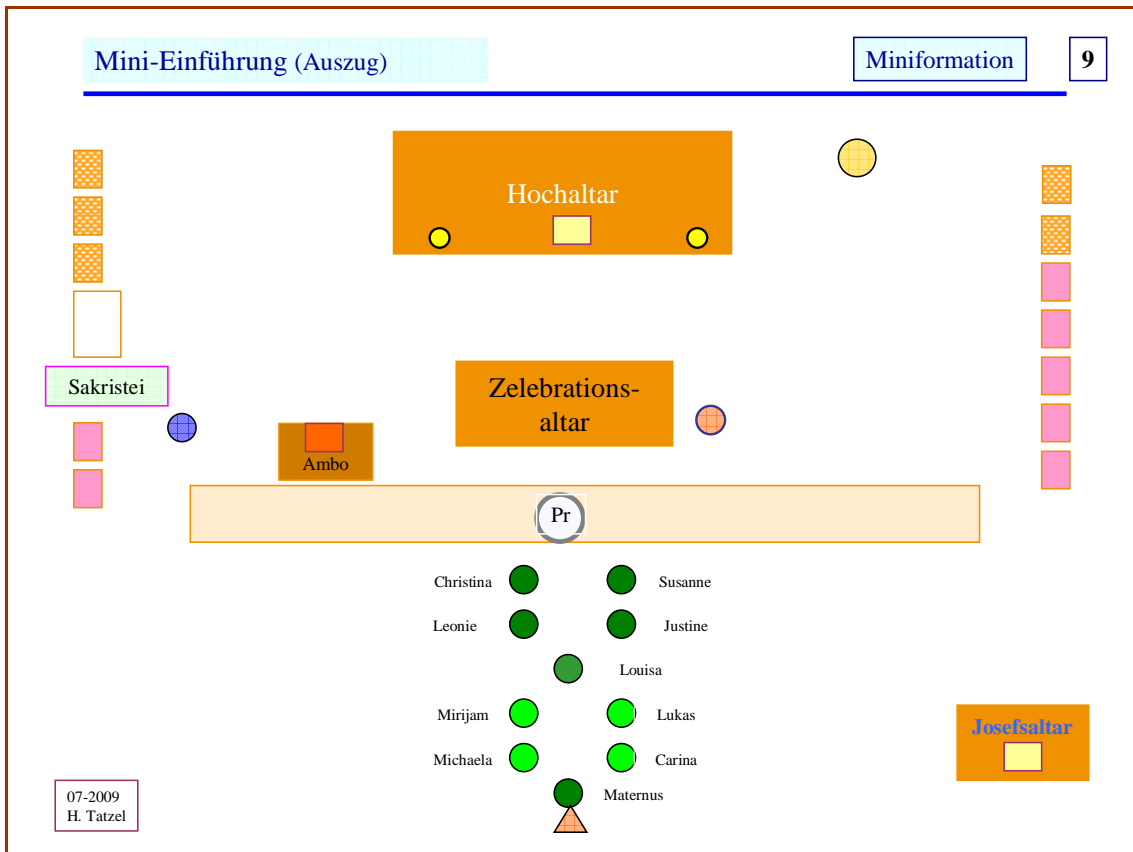 Mini-Einführung (Auszug)
Miniformation
9
Hochaltar
Sakristei
Zelebrations-
altar
Ambo
Pr
Christina
Susanne
Leonie
Justine
Louisa
Mirijam
Lukas
Michaela
Carina
Maternus
Josefsaltar
07-2009
H. Tatzel